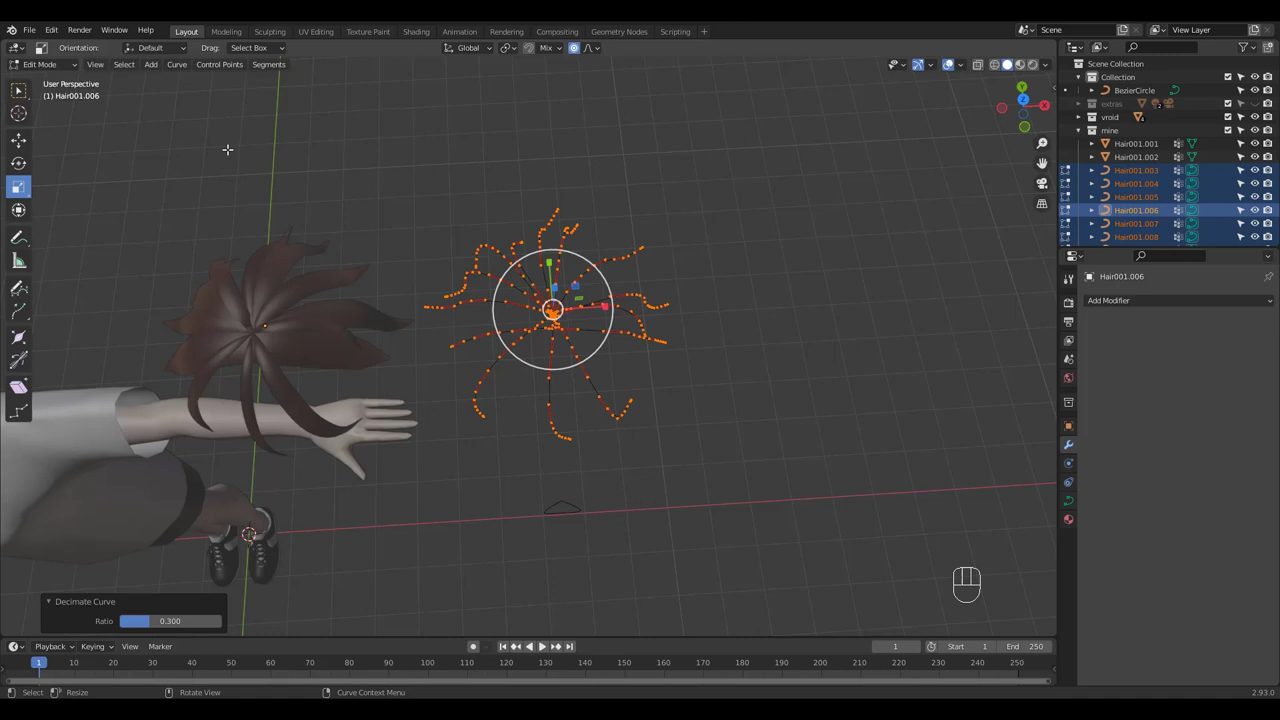 File Edit Render Window Help Layout Modeling Sculpting UV Editing Texture Paint Shading Animation Rendering Compositing Geometry Nodes Scripting Scene View Layer
Orientation: Default Drag: Select Box Global Mix
Edit Mode View Select Add Curve Control Points Segments
User Perspective
(1) Hair001.006
Scene Collection
Collection
BezierCircle
extras 2
vroid 4
mine
Hair001.001
Hair001.002
Hair001.003
Hair001.004
Hair001.005
Hair001.006
Hair001.007
Hair001.008
Hair001.006
Add Modifier
Y
Z
X
Decimate Curve
Ratio 0.300
Playback Keying View Marker 1 Start 1 End 250
1 10 20 30 40 50 60 70 80 90 100 110 120 130 140 150 160 170 180 190 200 210 220 230 240 250
Select Resize Rotate View Curve Context Menu 2.93.0